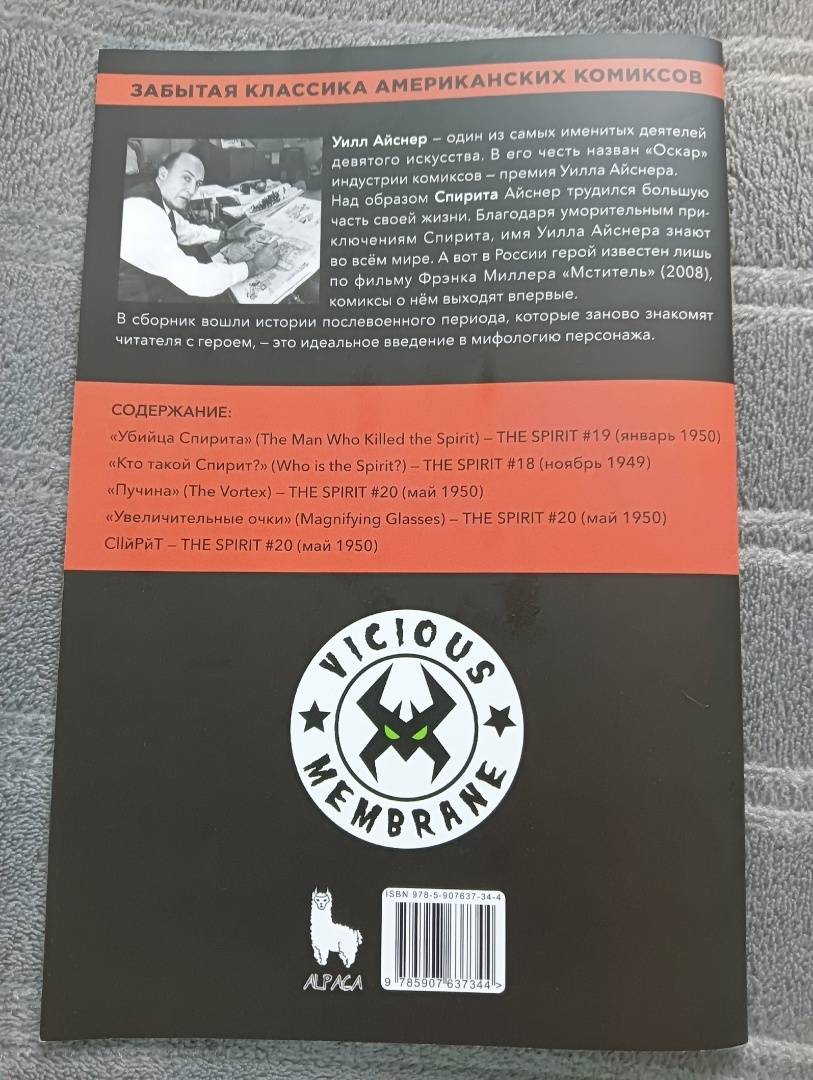 ЗАБЫТАЯ КЛАССИКА АМЕРИКАНСКИХ КОМИКСОВ
Уилл Айснер – один из самых именитых деятелей
девятого искусства. В его честь назван «Оскар»
индустрии комиксов – премия Уилла Айснера.
Над образом Спирита Айснер трудился большую
часть своей жизни. Благодаря уморительным при-
ключениям Спирита, имя Уилла Айснера знают
во всём мире. А вот в России герой известен лишь
по фильму Фрэнка Миллера «Мститель» (2008),
комиксы о нём выходят впервые.
В сборник вошли истории послевоенного периода, которые заново знакомят
читателя с героем, – это идеальное введение в мифологию персонажа.
СОДЕРЖАНИЕ:
«Убийца Спирита» (The Man Who Killed the Spirit) – THE SPIRIT #19 (январь 1950)
«Кто такой Спирит?» (Who is the Spirit?) – THE SPIRIT #18 (ноябрь 1949)
«Пучина» (The Vortex) – THE SPIRIT #20 (май 1950)
«Увеличительные очки» (Magnifying Glasses) – THE SPIRIT #20 (май 1950)
СllйРйТ – THE SPIRIT #20 (май 1950)
VICIOUS
MEMBRANE
ALPACA
ISBN 978-5-907637-34-4
9 785907 637344 >